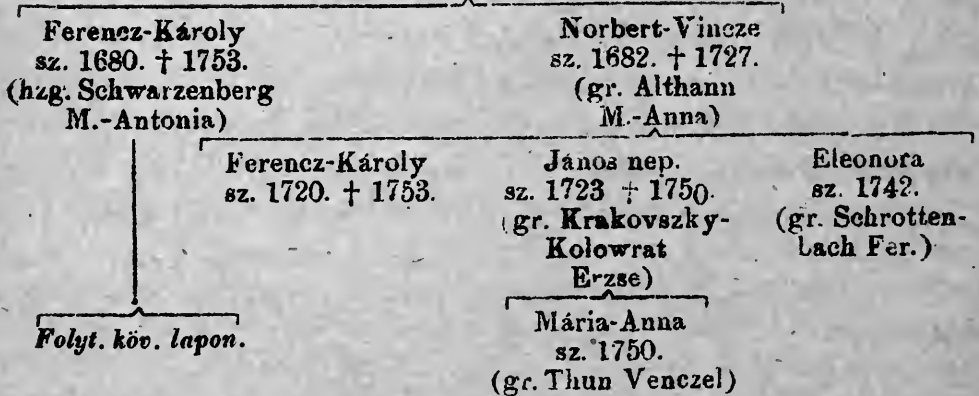 Ferencz-Károly
sz. 1680. † 1753.
(hzg. Schwarzenberg
M.-Antonia)
Norbert-Vincze
sz. 1682. † 1727.
(gr. Althann
M.-Anna)
Ferencz-Károly
sz. 1720. † 1753.
János nep.
sz. 1723 † 1750.
(gr. Krakovszky-
Kolowrat
Erzse)
Eleonora
sz. 1742.
(gr. Schrotten-
bach Fer.)
Folyt. köv. lapon.
Mária-Anna
sz. 1750.
(gr. Thun Venczel)